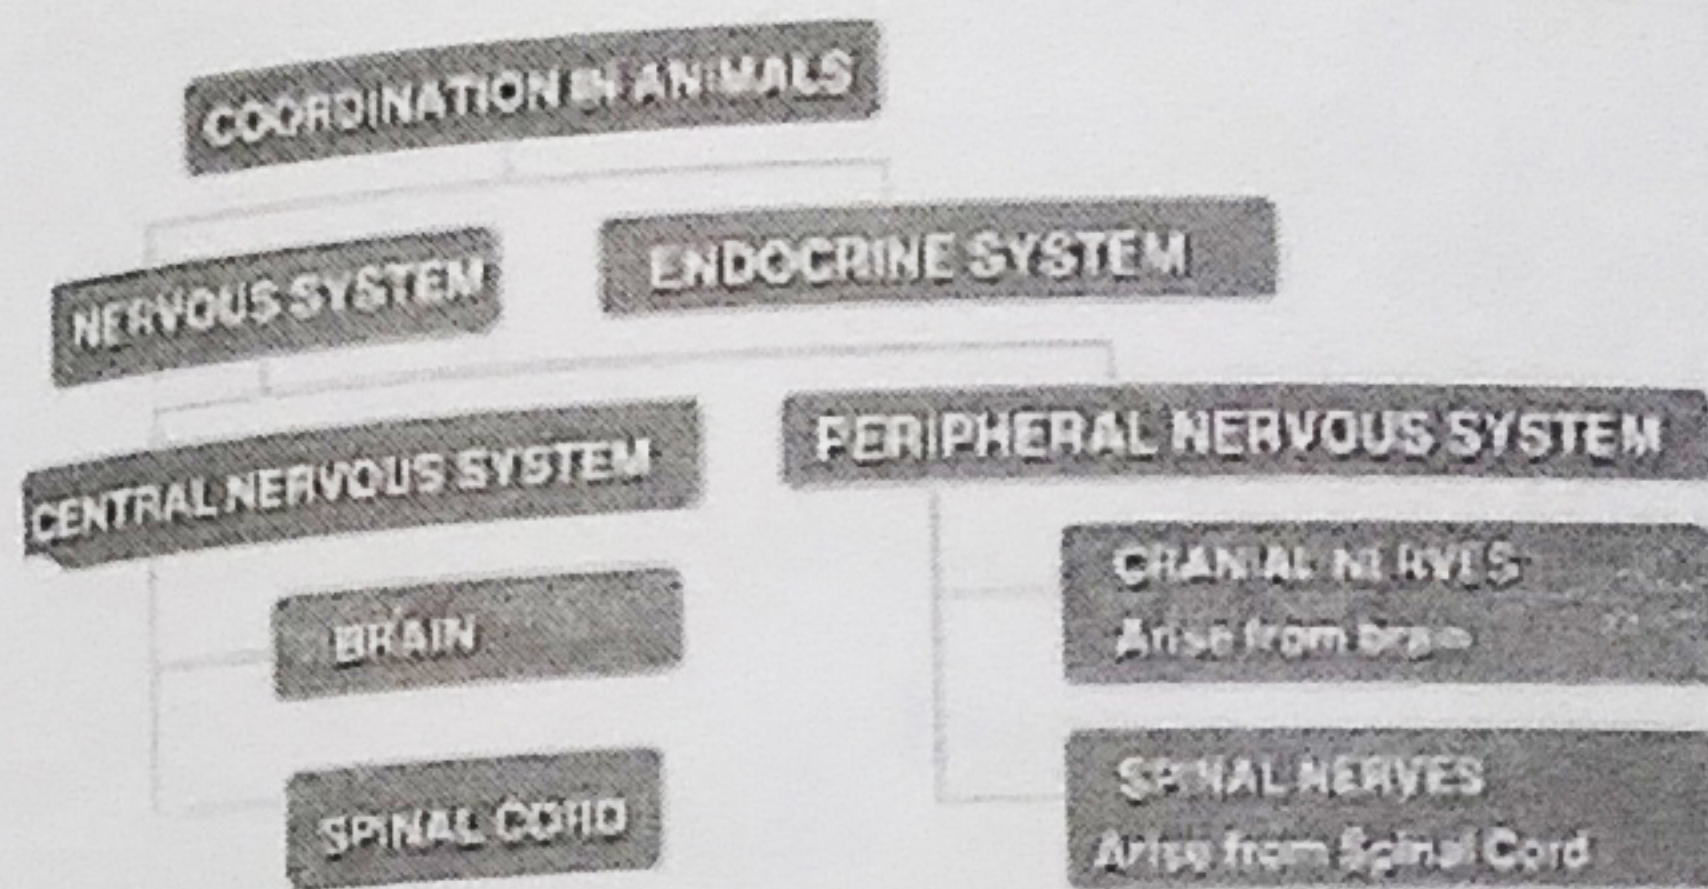 COORDINATION IN ANIMALS
NERVOUS SYSTEM
ENDOCRINE SYSTEM
CENTRAL NERVOUS SYSTEM
PERIPHERAL NERVOUS SYSTEM
BRAIN
SPINAL CORD
CRANIAL NERVES
Arise from brain
SPINAL NERVES
Arise from Spinal Cord